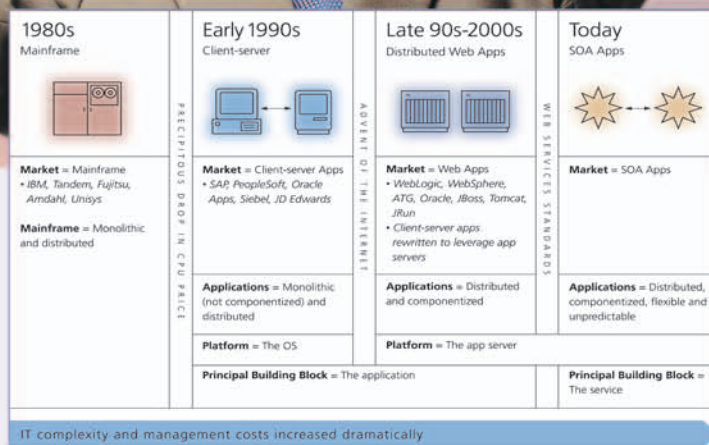 1980s
Mainframe
Market = Mainframe
• IBM, Tandem, Fujitsu,
Amdahl, Unisys
Mainframe = Monolithic
and distributed
PRECIPITOUS DROP IN CPU PRICE
Early 1990s
Client-server
Market = Client-server Apps
• SAP, PeopleSoft, Oracle
Apps, Siebel, JD Edwards
Applications = Monolithic
(not componentized) and
distributed
Platform = The OS
Principal Building Block = The application
ADVENT OF THE INTERNET
Late 90s-2000s
Distributed Web Apps
Market = Web Apps
• WebLogic, WebSphere,
ATG, Oracle, JBoss, Tomcat,
JRun
• Client-server apps
rewritten to leverage app
servers
Applications = Distributed
and componentized
Platform = The app server
WEB SERVICES STANDARDS
Today
SOA Apps
Market = SOA Apps
Applications = Distributed,
componentized, flexible and
unpredictable
Principal Building Block =
The service
IT complexity and management costs increased dramatically